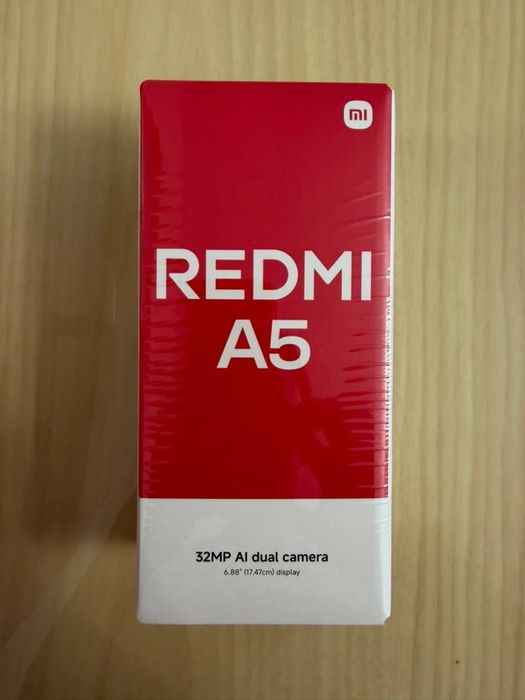 mi
REDMI
A5
32MP AI dual camera
6.88" (17.47cm) display